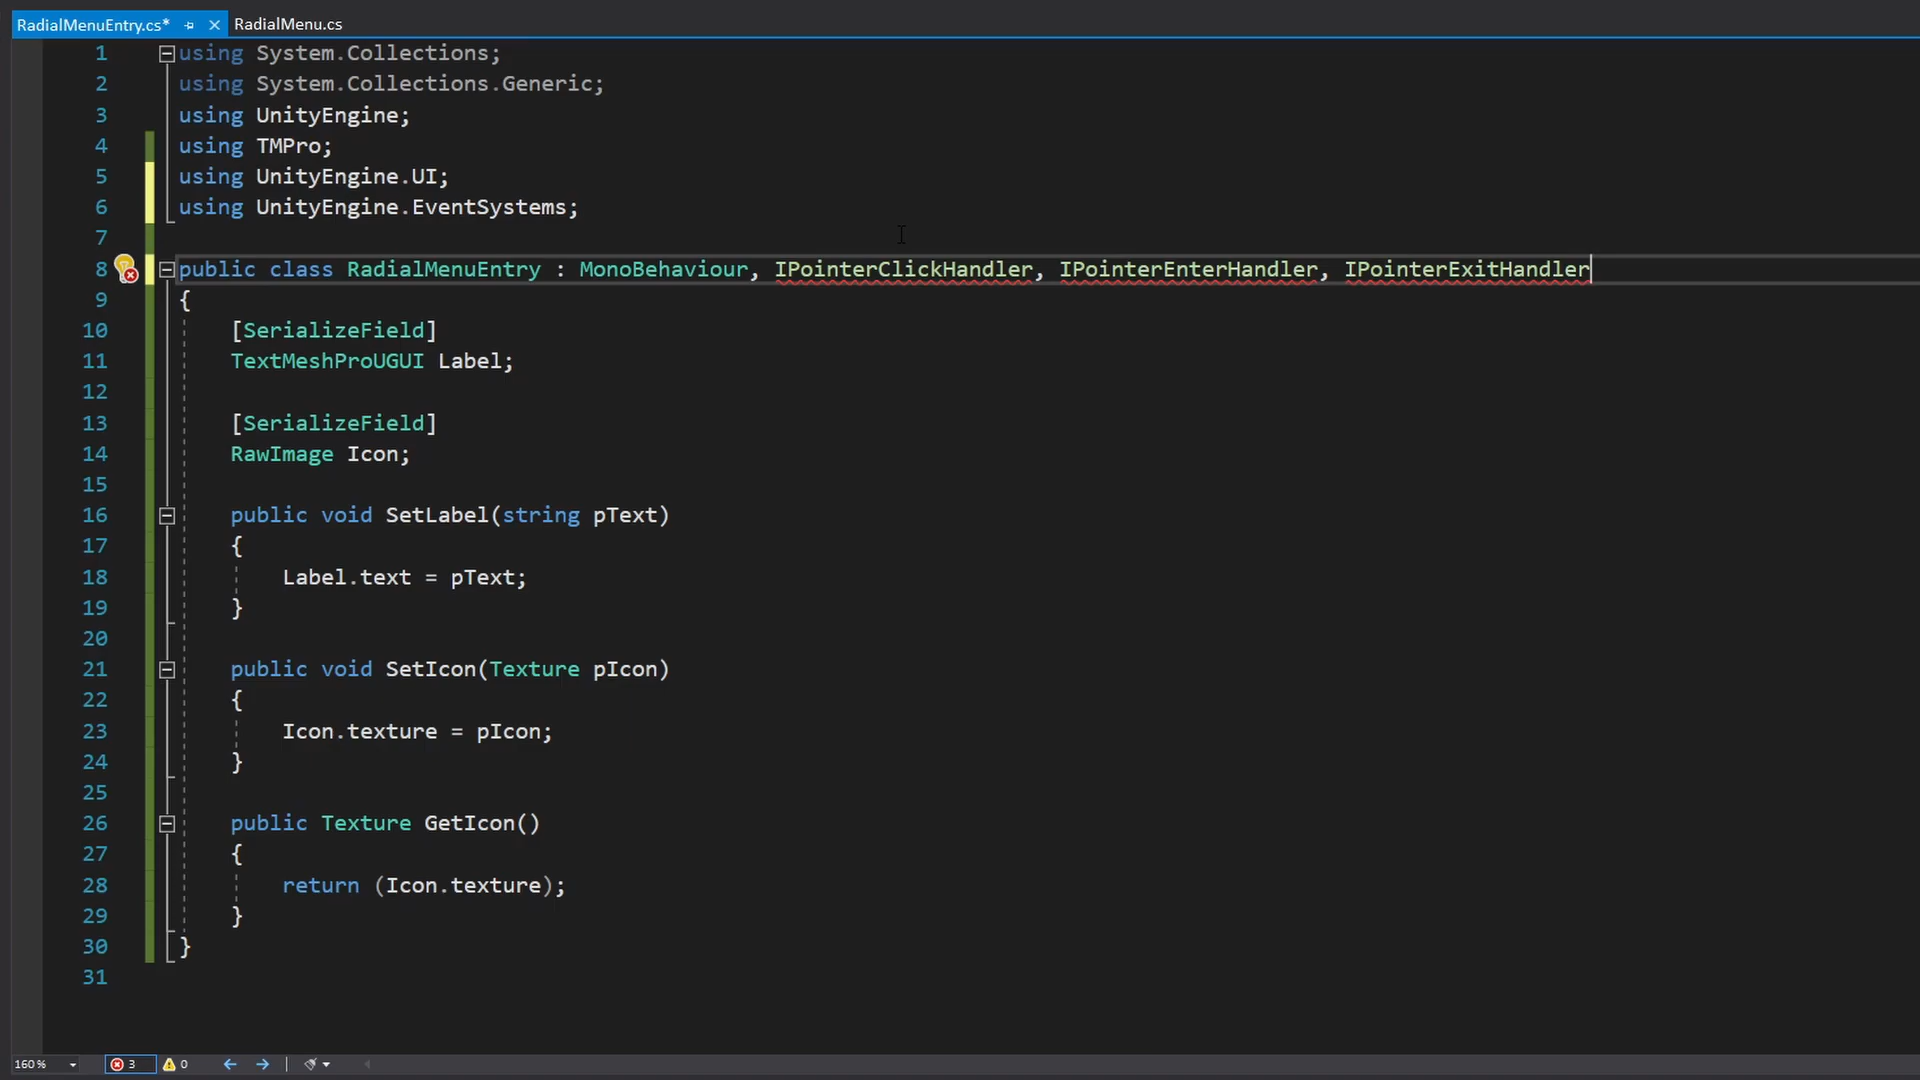 RadialMenuEntry.cs* RadialMenu.cs
1 using System.Collections;
2 using System.Collections.Generic;
3 using UnityEngine;
4 using TMPro;
5 using UnityEngine.UI;
6 using UnityEngine.EventSystems;
7
8 public class RadialMenuEntry : MonoBehaviour, IPointerClickHandler, IPointerEnterHandler, IPointerExitHandler
9 {
10 [SerializeField]
11 TextMeshProUGUI Label;
12
13 [SerializeField]
14 RawImage Icon;
15
16 public void SetLabel(string pText)
17 {
18 Label.text = pText;
19 }
20
21 public void SetIcon(Texture pIcon)
22 {
23 Icon.texture = pIcon;
24 }
25
26 public Texture GetIcon()
27 {
28 return (Icon.texture);
29 }
30 }
31
160 % 3 0